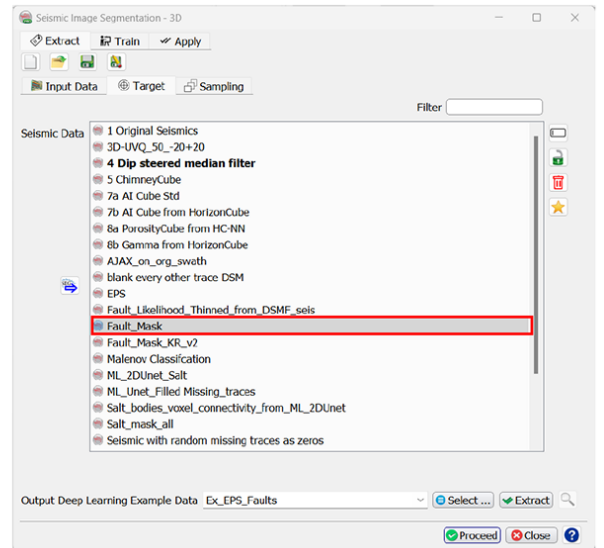 Seismic Image Segmentation - 3D
Extract Train Apply
Input Data Target Sampling
Filter
Seismic Data
1 Original Seismics
3D-UVQ_50_-20+20
4 Dip steered median filter
5 ChimneyCube
7a AI Cube Std
7b AI Cube from HorizonCube
8a PorosityCube from HC-NN
8b Gamma from HorizonCube
AJAX_on_org_swath
blank every other trace DSM
EPS
Fault_Likelihood_Thinned_from_DSMF_seis
Fault_Mask
Fault_Mask_KR_v2
Malenov Classifcation
ML_2DUnet_Salt
ML_Unet_Filled Missing_traces
Salt_bodies_voxel_connectivity_from_ML_2DUnet
Salt_mask_all
Seismic with random missing traces as zeros
Output Deep Learning Example Data Ex_EPS_Faults Select ... Extract
Proceed Close ?